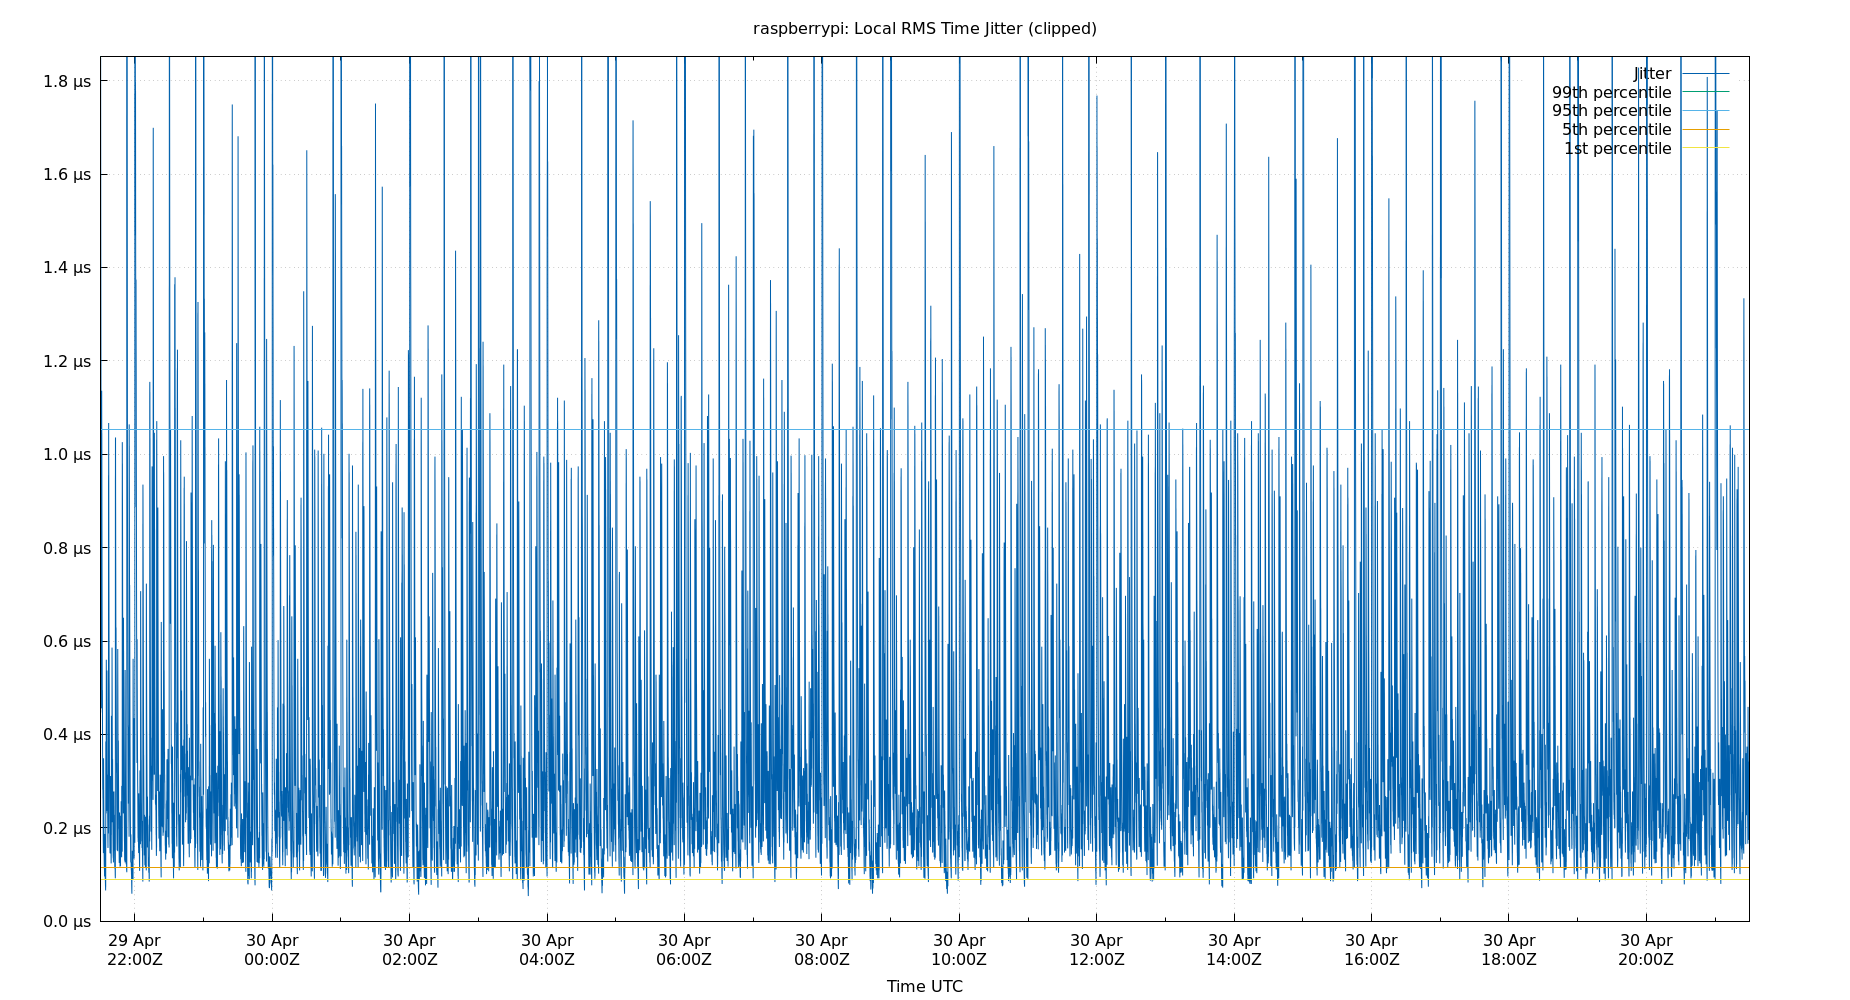 raspberrypi: Local RMS Time Jitter (clipped)
1.8 µs
1.6 µs
1.4 µs
1.2 µs
1.0 µs
0.8 µs
0.6 µs
0.4 µs
0.2 µs
0.0 µs
Jitter
99th percentile
95th percentile
5th percentile
1st percentile
29 Apr 30 Apr 30 Apr 30 Apr 30 Apr 30 Apr 30 Apr 30 Apr 30 Apr 30 Apr 30 Apr 30 Apr
22:00Z 00:00Z 02:00Z 04:00Z 06:00Z 08:00Z 10:00Z 12:00Z 14:00Z 16:00Z 18:00Z 20:00Z
Time UTC